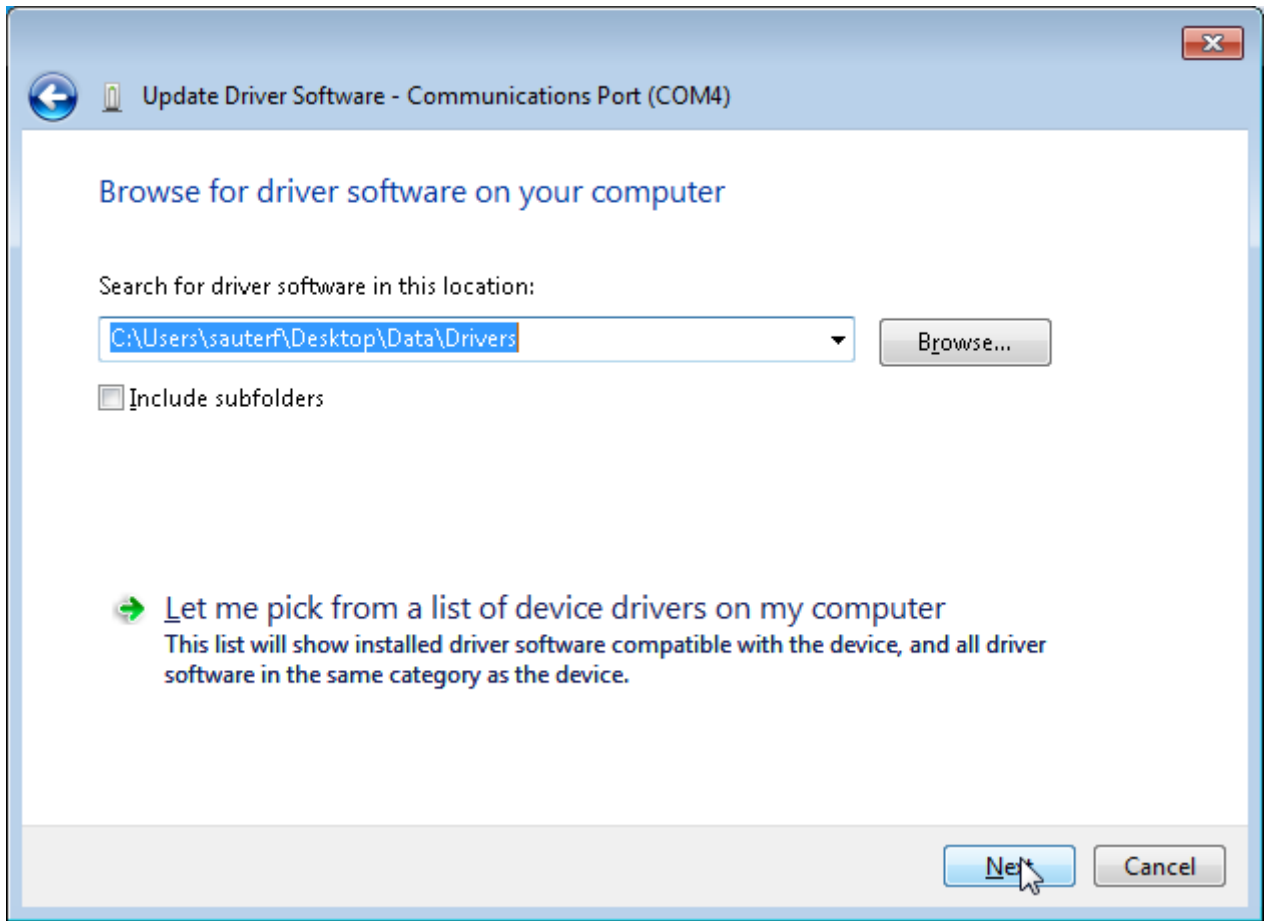 Update Driver Software - Communications Port (COM4)
Browse for driver software on your computer
Search for driver software in this location:
C:\Users\sauterf\Desktop\Data\Drivers
Browse...
Include subfolders
Let me pick from a list of device drivers on my computer
This list will show installed driver software compatible with the device, and all driver
software in the same category as the device.
Next
Cancel